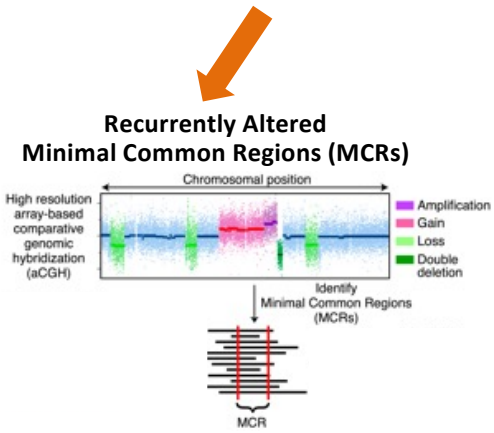 Recurrently Altered
Minimal Common Regions (MCRs)
Chromosomal position
High resolution
array-based
comparative
genomic
hybridization
(aCGH)
Amplification
Gain
Loss
Double
deletion
Identify
Minimal Common Regions
(MCRs)
MCR